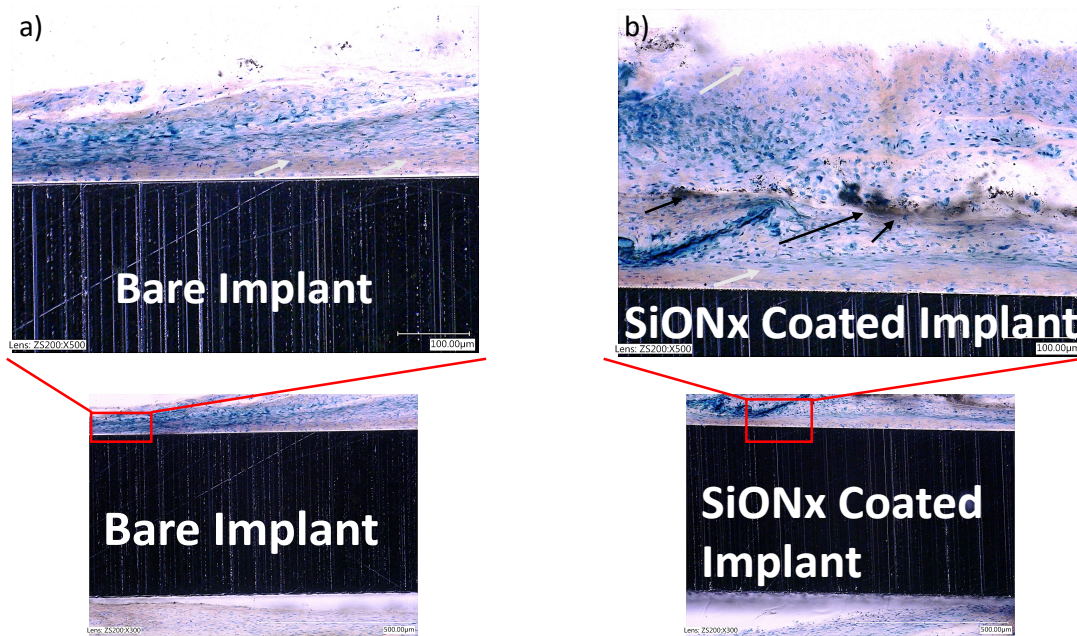 a)
Bare Implant
Lens: ZS200:X500
100.00µm
b)
SiONx Coated Implant
Lens: ZS200:X500
100.00µm
Bare Implant
Lens: ZS200:X300
500.00µm
SiONx Coated
Implant
Lens: ZS200:X300
500.00µm